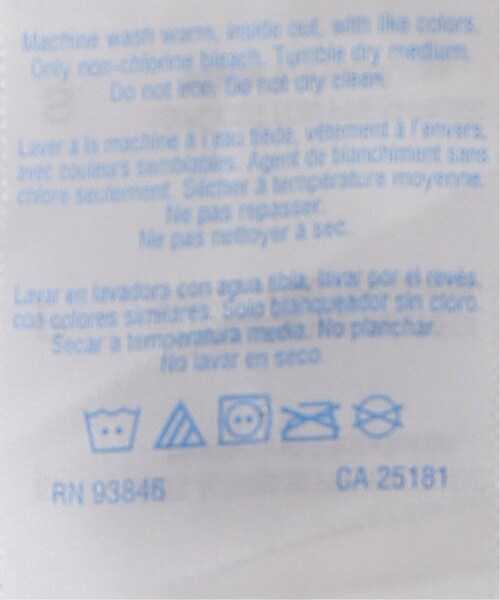 Machine wash warm, inside out, with like colors.
Only non-chlorine bleach. Tumble dry medium.
Do not iron. Do not dry clean.
Laver à la machine à l'eau tiède, vêtement à l'envers,
avec couleurs semblables. Agent de blanchiment sans
chlore seulement. Sécher à température moyenne.
Ne pas repasser.
Ne pas nettoyer à sec.
Lavar en lavadora con agua tibia, lavar por el revés,
con colores similares. Solo blanqueador sin cloro.
Secar a temperatura media. No planchar.
No lavar en seco.
RN 93846 CA 25181